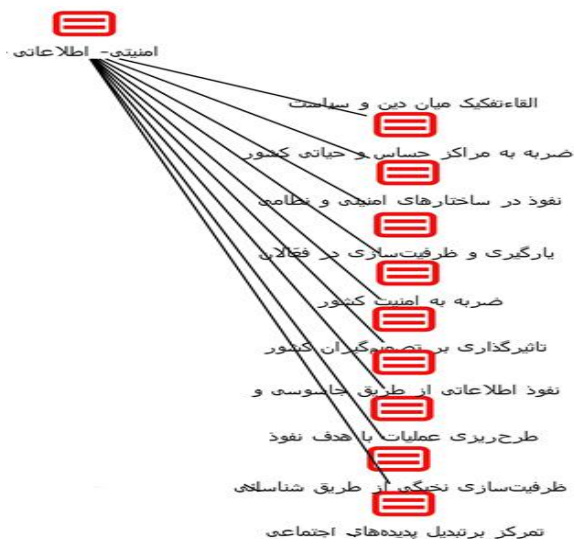 امنیتی- اطلاعاتی
القاءتفکیک میان دین و سیاست
ضربه به مراکز حساس و حیاتی کشور
نفوذ در ساختارهای امنیتی و نظامی
یارگیری و ظرفیت‌سازی در فعالان
ضربه به امنیت کشور
تاثیرگذاری بر تصمیم‌گیران کشور
نفوذ اطلاعاتی از طریق جاسوسی و
طرح‌ریزی عملیات با هدف نفوذ
ظرفیت‌سازی نخبگی از طریق شناسائی
تمرکز برتبدیل پدیده‌های اجتماعی